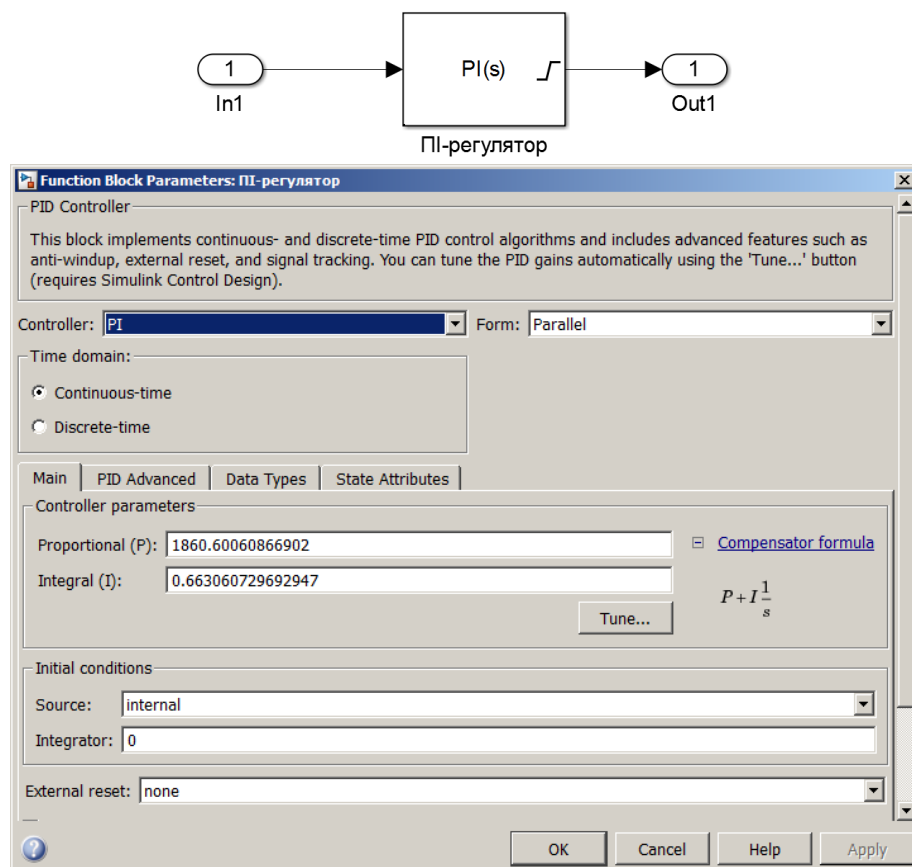 1
PI(s)
1
In1
Out1
ПІ-регулятор
Function Block Parameters: ПІ-регулятор
PID Controller
This block implements continuous- and discrete-time PID control algorithms and includes advanced features such as
anti-windup, external reset, and signal tracking. You can tune the PID gains automatically using the 'Tune...' button
(requires Simulink Control Design).
Controller: PI
Form: Parallel
Time domain:
Continuous-time
Discrete-time
Main
PID Advanced
Data Types
State Attributes
Controller parameters
Proportional (P): 1860.60060866902
Compensator formula
Integral (I): 0.663060729692947
P + I 1/s
Tune...
Initial conditions
Source: internal
Integrator: 0
External reset: none
OK
Cancel
Help
Apply